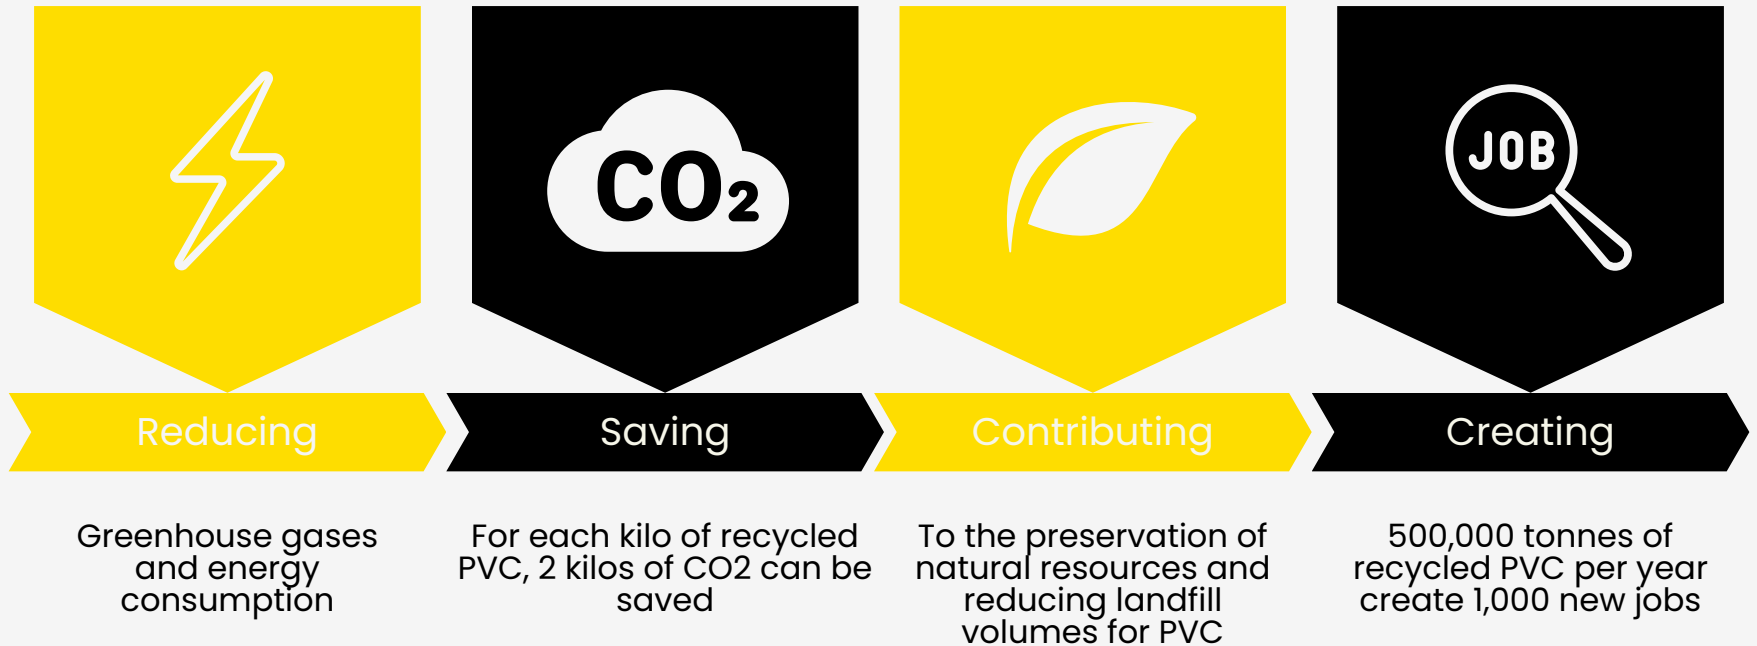 CO2
JOB
Reducing
Saving
Contributing
Creating
Greenhouse gases
and energy
consumption
For each kilo of recycled
PVC, 2 kilos of CO2 can be
saved
To the preservation of
natural resources and
reducing landfill
volumes for PVC
500,000 tonnes of
recycled PVC per year
create 1,000 new jobs